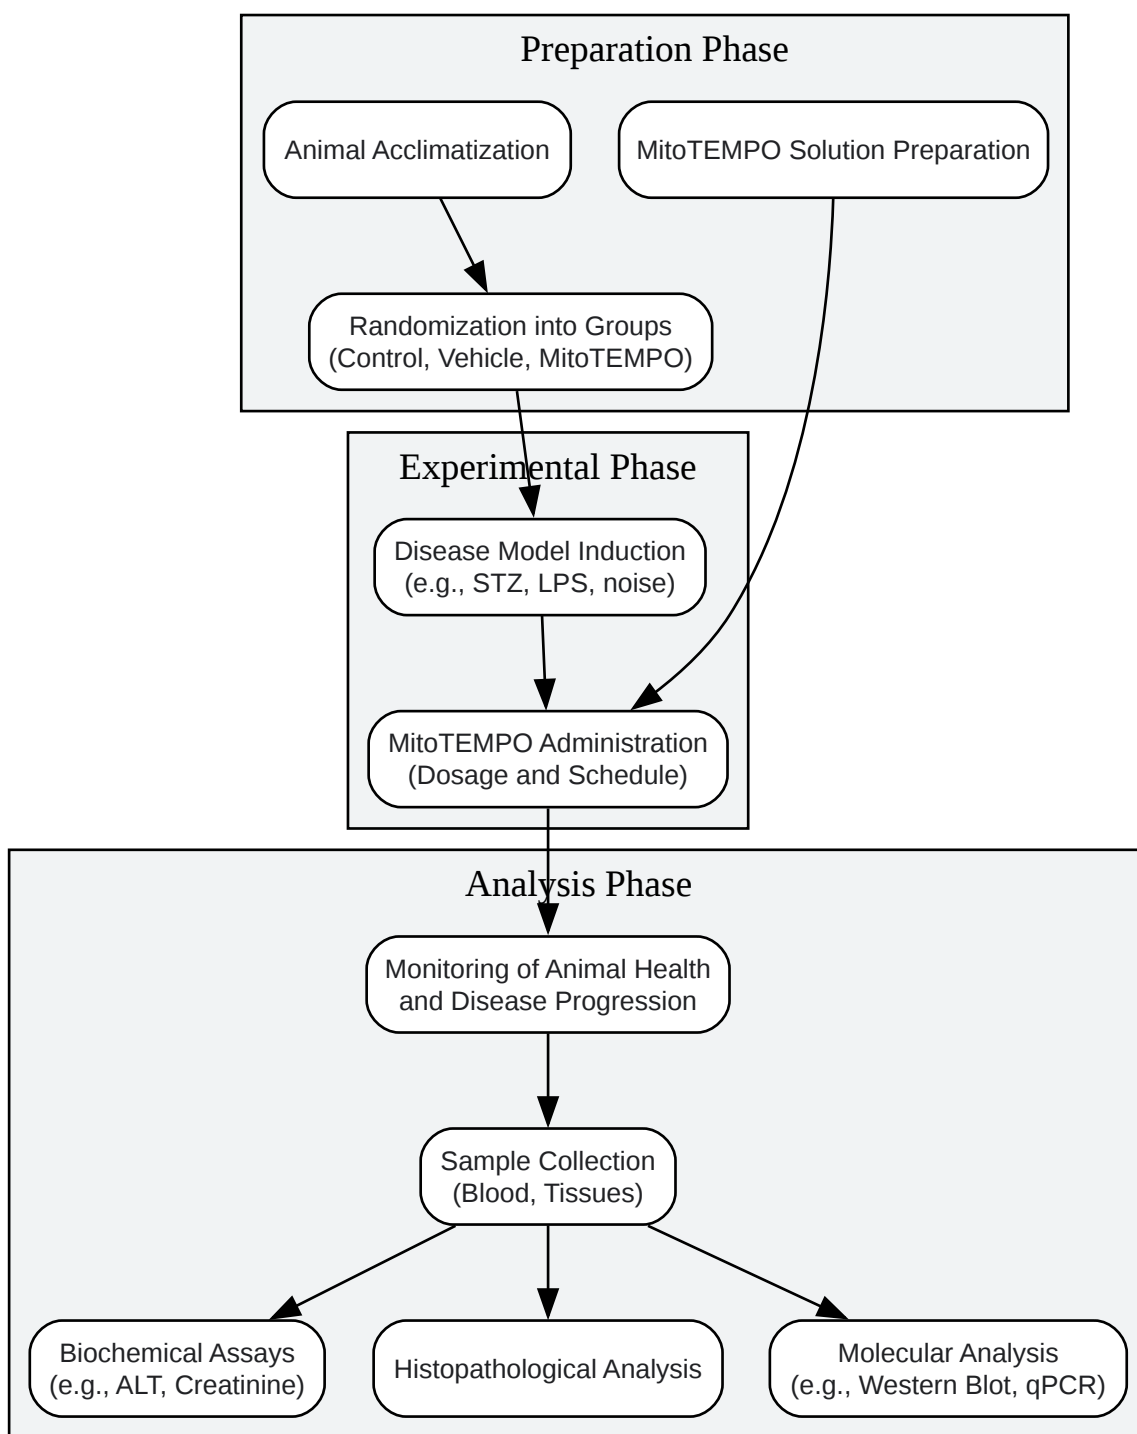 Preparation Phase
Animal Acclimatization
MitoTEMPO Solution Preparation
Randomization into Groups
(Control, Vehicle, MitoTEMPO)
Experimental Phase
Disease Model Induction
(e.g., STZ, LPS, noise)
MitoTEMPO Administration
(Dosage and Schedule)
Analysis Phase
Monitoring of Animal Health
and Disease Progression
Sample Collection
(Blood, Tissues)
Biochemical Assays
(e.g., ALT, Creatinine)
Histopathological Analysis
Molecular Analysis
(e.g., Western Blot, qPCR)